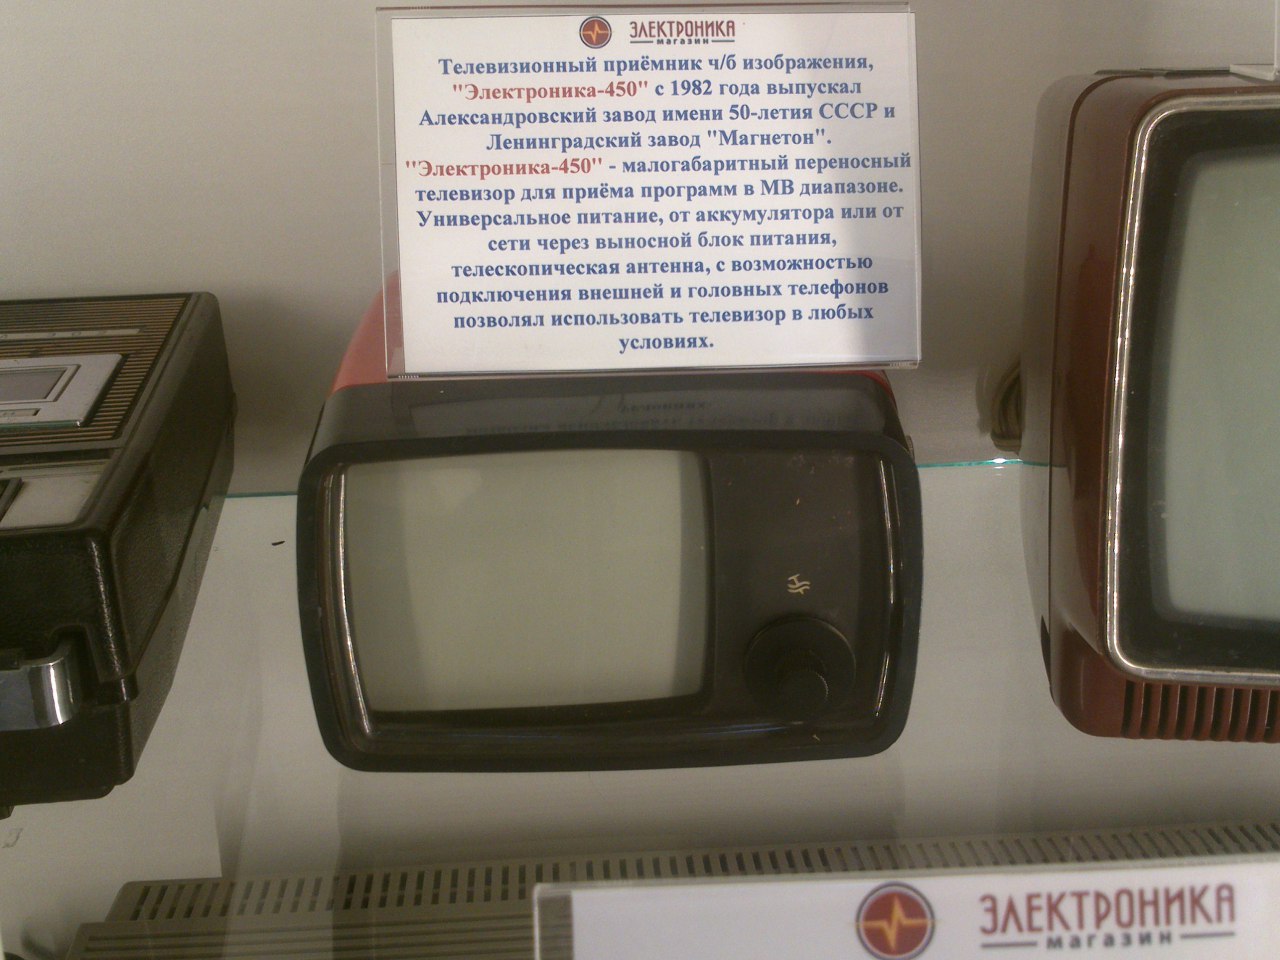 ЭЛЕКТРОНИКА
магазин
Телевизионный приёмник ч/б изображения,
"Электроника-450" с 1982 года выпускал
Александровский завод имени 50-летия СССР и
Ленинградский завод "Магнетон".
"Электроника-450" - малогабаритный переносный
телевизор для приёма программ в МВ диапазоне.
Универсальное питание, от аккумулятора или от
сети через выносной блок питания,
телескопическая антенна, с возможностью
подключения внешней и головных телефонов
позволял использовать телевизор в любых
условиях.
ЭЛЕКТРОНИКА
магазин